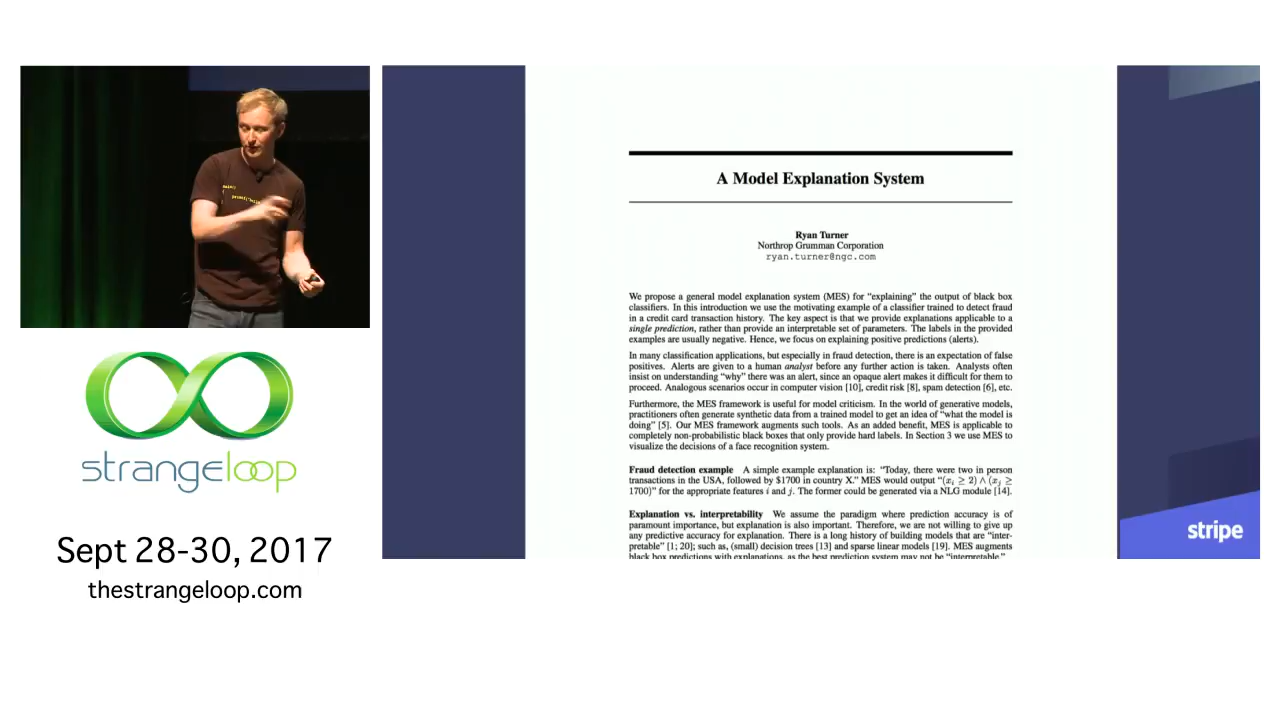 strangeloop
Sept 28-30, 2017
thestrangeloop.com
A Model Explanation System
Ryan Turner
Northrop Grumman Corporation
ryan.turner@ngc.com
We propose a general model explanation system (MES) for “explaining” the output of black box
classifiers. In this introduction we use the motivating example of a classifier trained to detect fraud
in a credit card transaction history. The key aspect is that we provide explanations applicable to a
single prediction, rather than provide an interpretable set of parameters. The labels in the provided
examples are usually negative. Hence, we focus on explaining positive predictions (alerts).
In many classification applications, but especially in fraud detection, there is an expectation of false
positives. Alerts are given to a human analyst before any further action is taken. Analysts often
insist on understanding “why” there was an alert, since an opaque alert makes it difficult for them to
proceed. Analogous scenarios occur in computer vision [10], credit risk [8], spam detection [6], etc.
Furthermore, the MES framework is useful for model criticism. In the world of generative models,
practitioners often generate synthetic data from a trained model to get an idea of “what the model is
doing” [5]. Our MES framework augments such tools. As an added benefit, MES is applicable to
completely non-probabilistic black boxes that only provide hard labels. In Section 3 we use MES to
visualize the decisions of a face recognition system.
Fraud detection example A simple example explanation is: “Today, there were two in person
transactions in the USA, followed by $1700 in country X.” MES would output “(xi ≥ 2) ∧ (xj ≥
1700)” for the appropriate features i and j. The former could be generated via a NLG module [14].
Explanation vs. interpretability We assume the paradigm where prediction accuracy is of
paramount importance, but explanation is also important. Therefore, we are not willing to give up
any predictive accuracy for explanation. There is a long history of building models that are “inter-
pretable” [1; 20]; such as, (small) decision trees [13] and sparse linear models [19]. MES augments
black box predictions with explanations, as the best prediction system may not be “interpretable.”
stripe